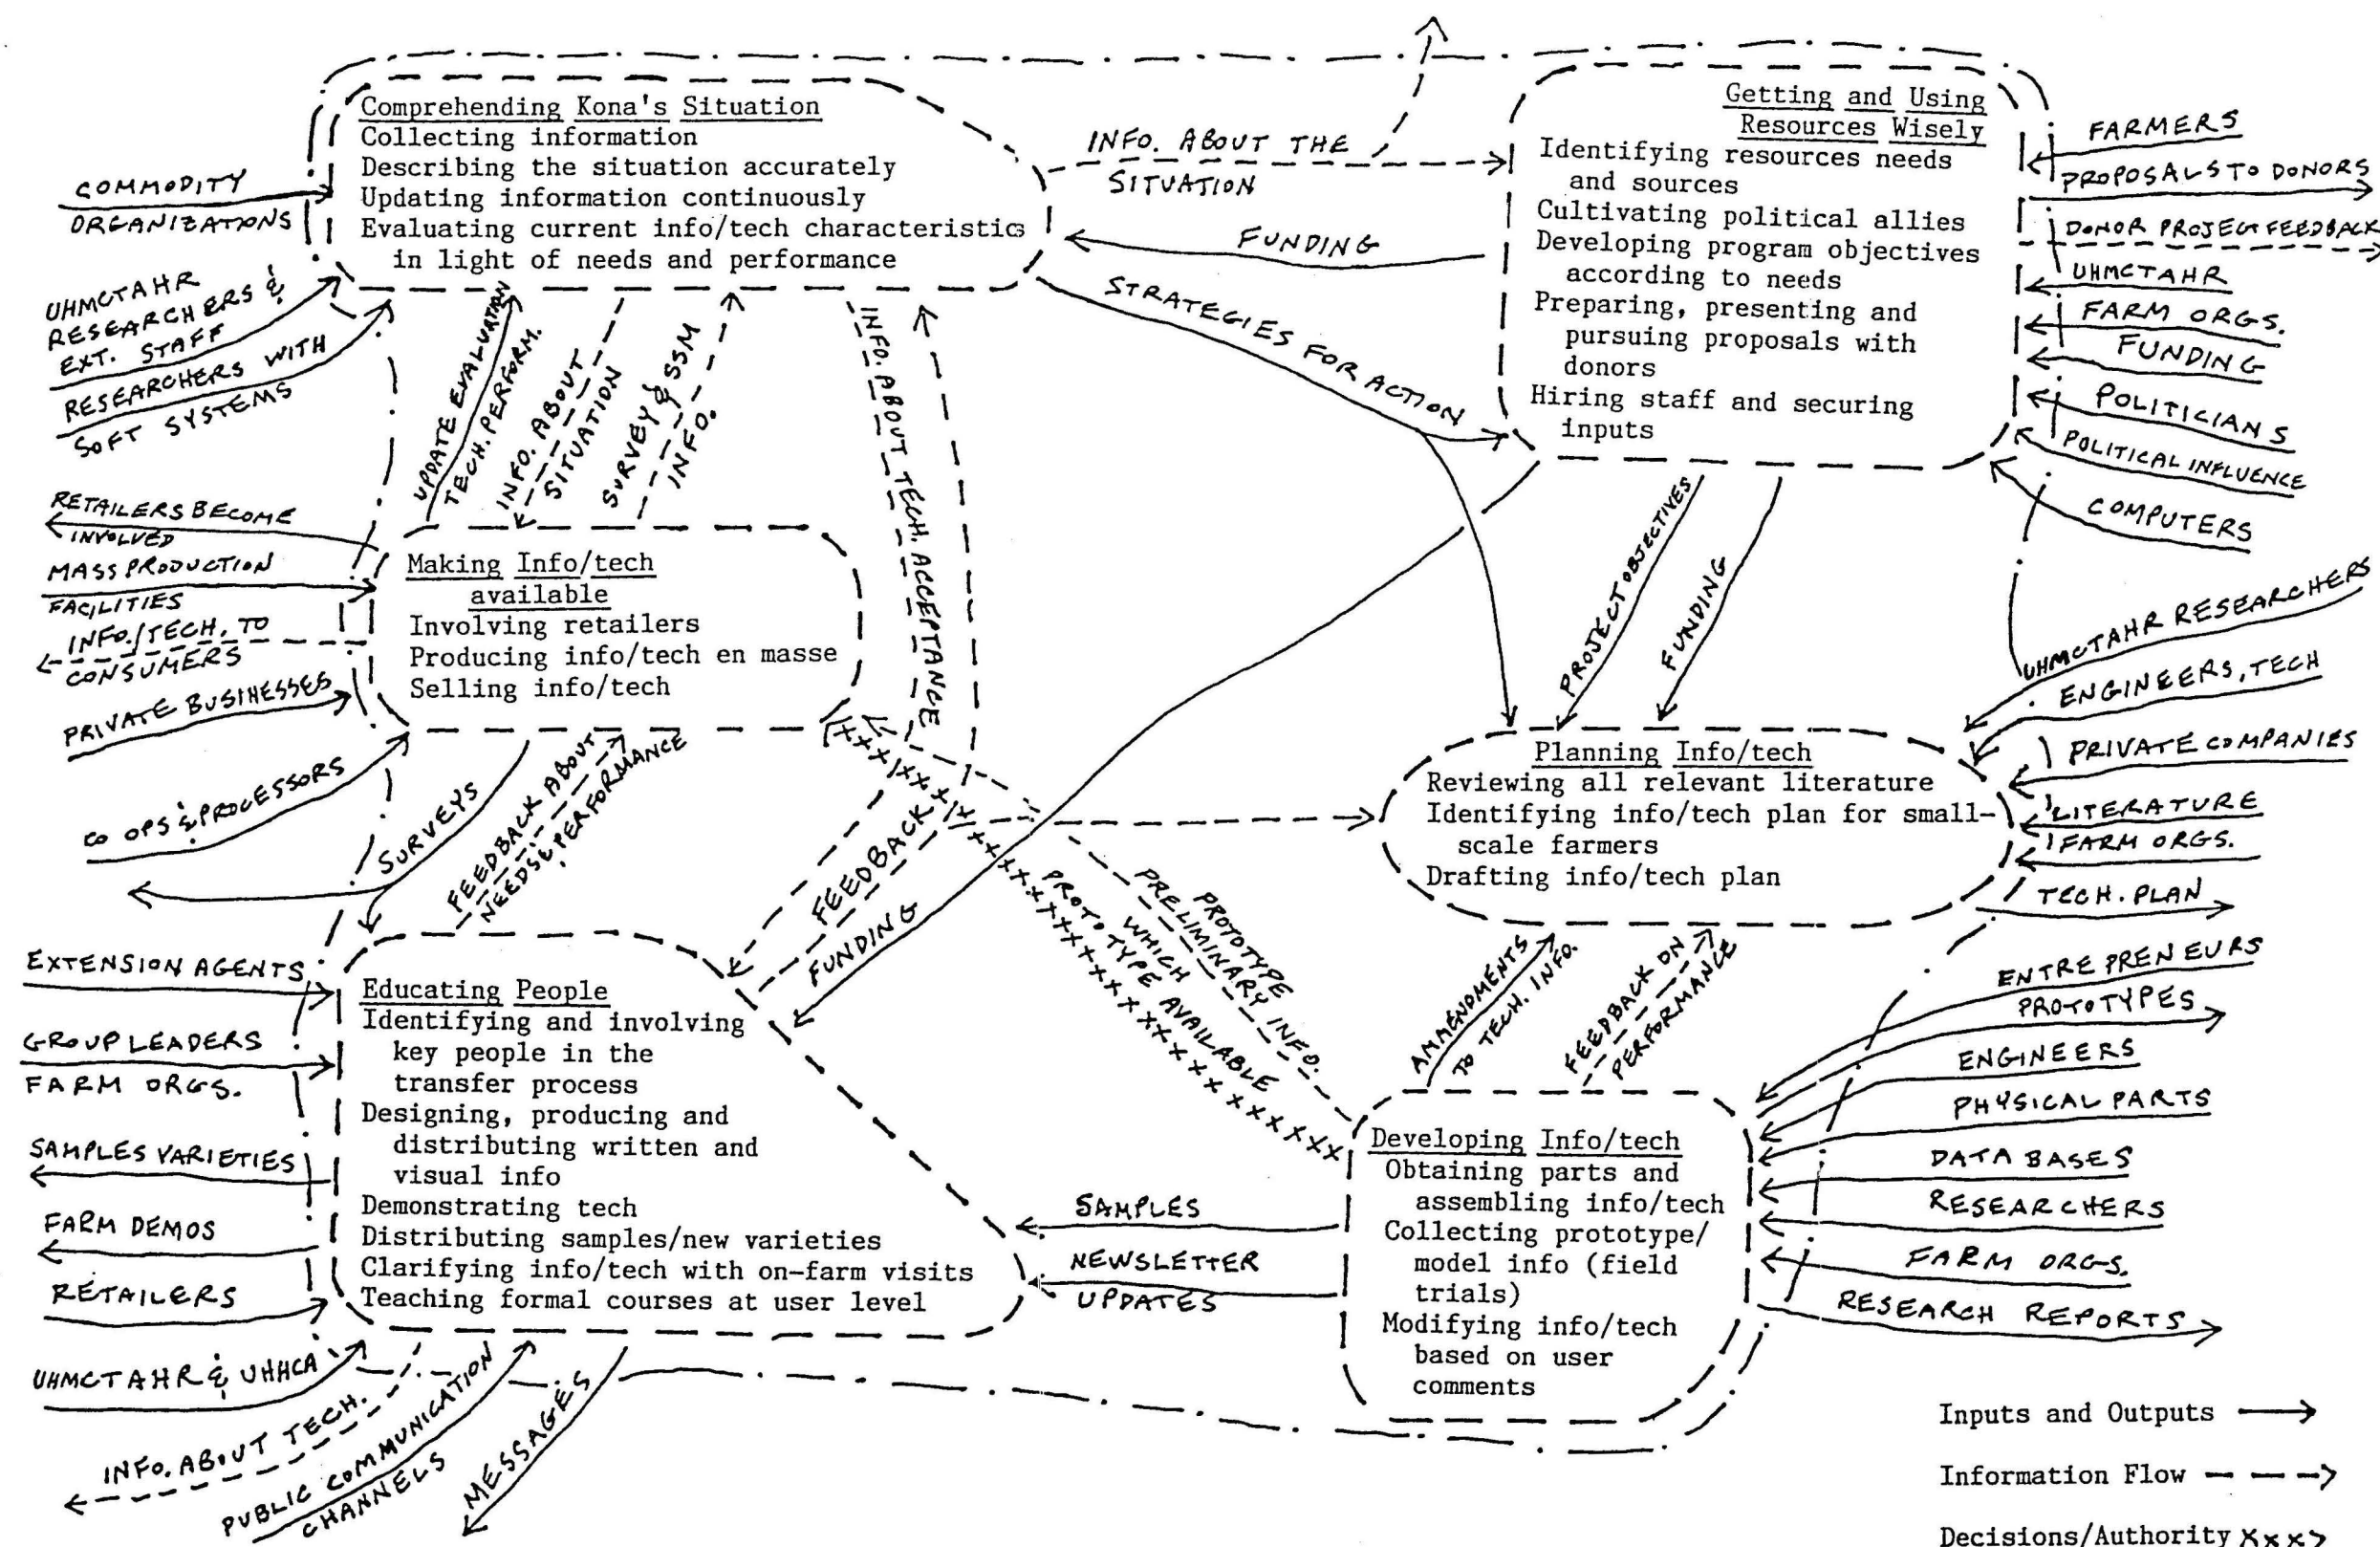 Comprehending Kona's Situation
Collecting information
Describing the situation accurately
Updating information continuously
Evaluating current info/tech characteristic
in light of needs and performance
COMMODITY
ORGANIZATIONS
UHMCTAHR
RESEARCHERS &
EXT. STAFF
RESEARCHERS WITH
SOFT SYSTEMS
INFO. ABOUT THE
SITUATION
FUNDING
STRATEGIES FOR ACTION
Getting and Using
Resources Wisely
Identifying resources needs
and sources
Cultivating political allies
Developing program objectives
according to needs
Preparing, presenting and
pursuing proposals with
donors
Hiring staff and securing
inputs
FARMERS
PROPOSALS TO DONORS
DONOR PROJECT FEEDBACK
UHMCTAHR
FARM ORGS.
FUNDING
POLITICIANS
POLITICAL INFLUENCE
COMPUTERS
UPDATE EVALUATION
TECH. PERFORM.
INFO. ABOUT
SITUATION
SURVEY & SSM
INFO.
INFO. ABOUT TECH. ACCEPTANCE
RETAILERS BECOME
INVOLVED
MASS PRODUCTION
FACILITIES
INFO./TECH. TO
CONSUMERS
PRIVATE BUSINESSES
CO OPS & PROCESSORS
Making Info/tech
available
Involving retailers
Producing info/tech en masse
Selling info/tech
PROJECT OBJECTIVES
FUNDING
UHMCTAHR RESEARCHERS
ENGINEERS, TECH
PRIVATE COMPANIES
LITERATURE
FARM ORGS.
TECH. PLAN
Planning Info/tech
Reviewing all relevant literature
Identifying info/tech plan for small-
scale farmers
Drafting info/tech plan
SURVEYS
FEEDBACK ABOUT
NEEDS & PERFORMANCE
FEEDBACK
FUNDING
PROTOTYPE
PRELIMINARY INFO.
WHICH
PROTOTYPE AVAILABLE
AMMENDMENTS
TO TECH. INFO.
FEEDBACK ON
PERFORMANCE
EXTENSION AGENTS
GROUP LEADERS
FARM ORGS.
SAMPLES VARIETIES
FARM DEMOS
RETAILERS
UHMCTAHR & UHHCA
INFO. ABOUT TECH.
PUBLIC COMMUNICATION
CHANNELS
MESSAGES
Educating People
Identifying and involving
key people in the
transfer process
Designing, producing and
distributing written and
visual info
Demonstrating tech
Distributing samples/new varieties
Clarifying info/tech with on-farm visits
Teaching formal courses at user level
SAMPLES
NEWSLETTER
UPDATES
Developing Info/tech
Obtaining parts and
assembling info/tech
Collecting prototype/
model info (field
trials)
Modifying info/tech
based on user
comments
ENTREPRENEURS
PROTOTYPES
ENGINEERS
PHYSICAL PARTS
DATA BASES
RESEARCHERS
FARM ORGS.
RESEARCH REPORTS
Inputs and Outputs
Information Flow
Decisions/Authority